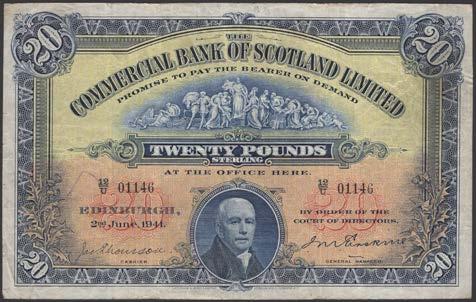 20 THE 20
COMMERCIAL BANK OF SCOTLAND LIMITED
PROMISE TO PAY THE BEARER ON DEMAND
TWENTY POUNDS
STERLING
AT THE OFFICE HERE.
12/U 01146 12/U 01146
20 20
EDINBURGH, BY ORDER OF THE
2ND June, 1941. COURT OF DIRECTORS.
CASHIER. GENERAL MANAGER.
20 20